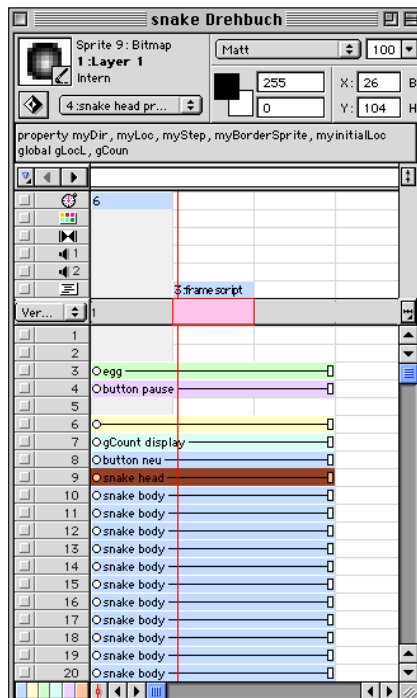 snake Drehbuch
Sprite 9: Bitmap
1 :Layer 1
Intern
Matt
100
255
0
X: 26
B
Y: 104
H
4:snake head pr...
property myDir, myLoc, myStep, myBorderSprite, myinitialLoc
global gLocL, gCoun
6
1
2
3:frame script
Ver...
1
1
2
3 egg
4 button pause
5
6
7 gCount display
8 button neu
9 snake head
10 snake body
11 snake body
12 snake body
13 snake body
14 snake body
15 snake body
16 snake body
17 snake body
18 snake body
19 snake body
20 snake body